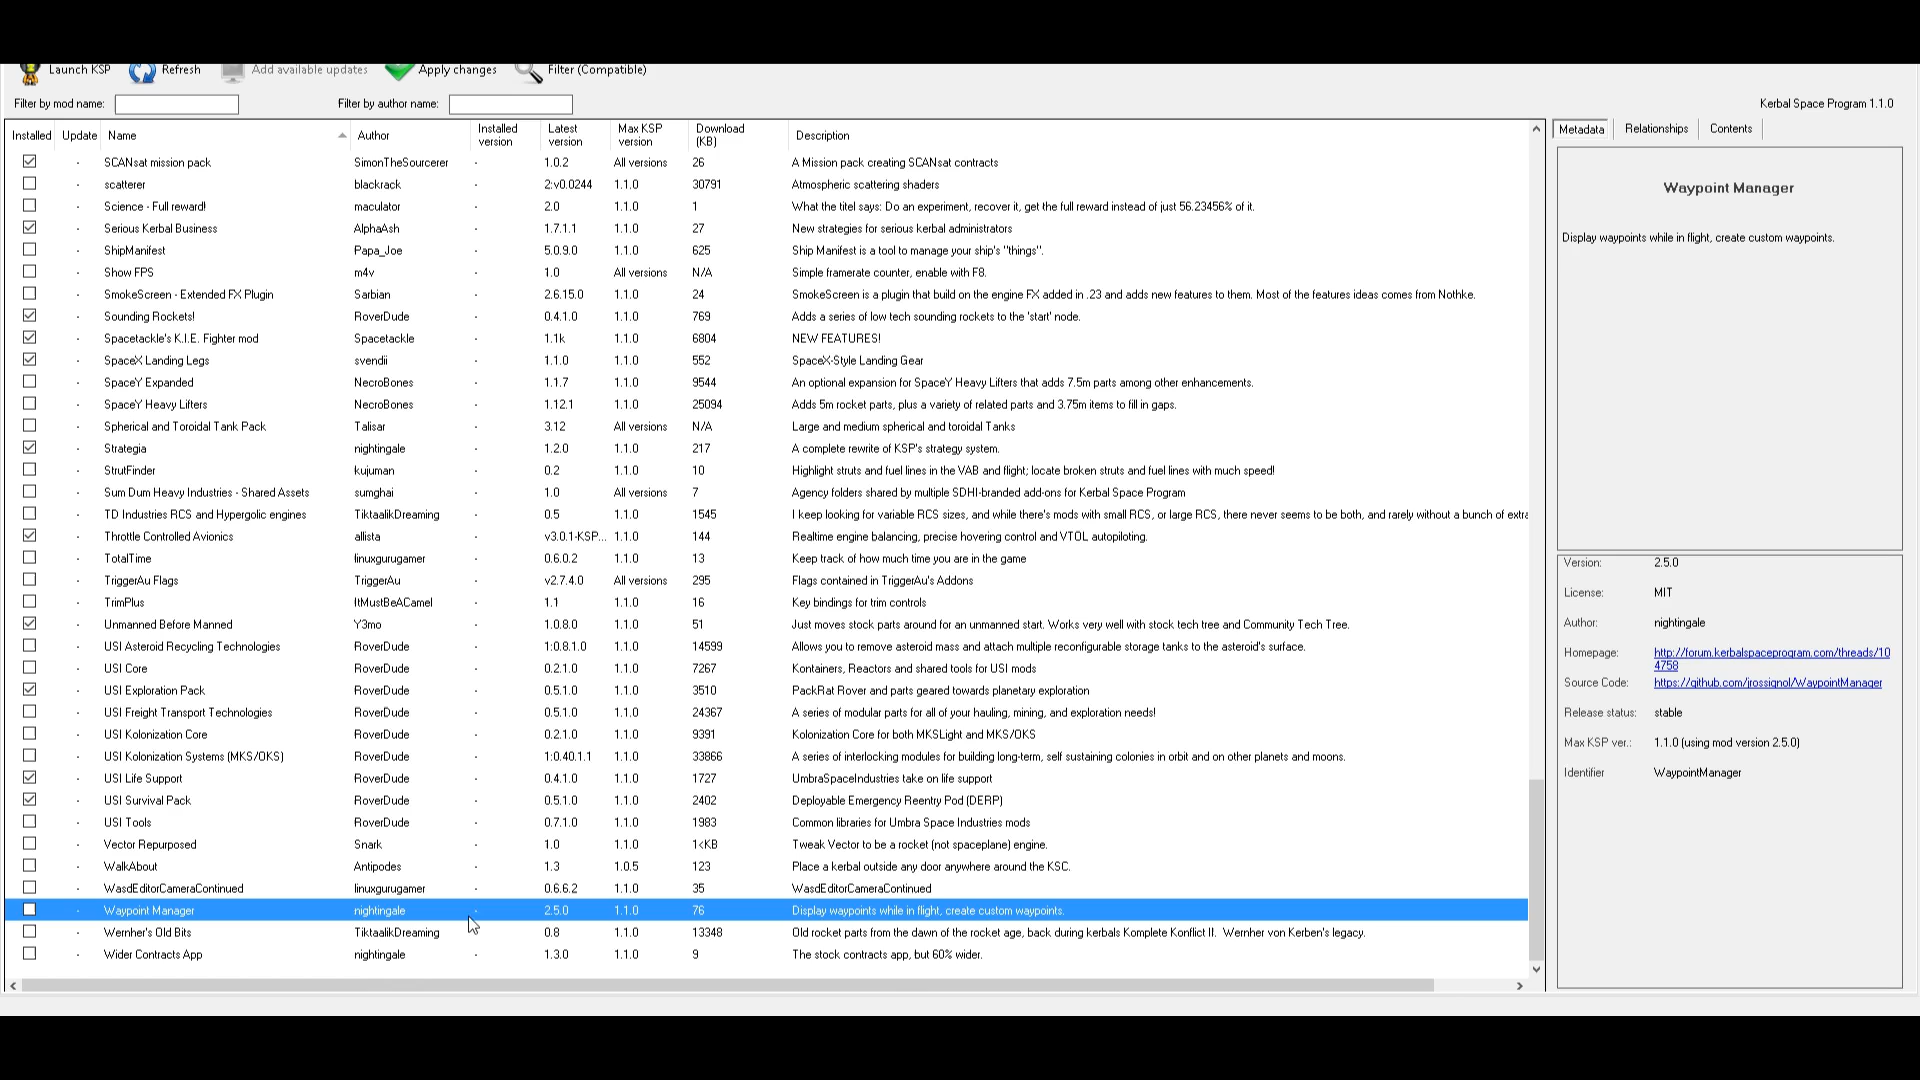 Launch KSP Refresh Add available updates Apply changes Filter (Compatible)
Filter by mod name: Filter by author name: Kerbal Space Program 1.1.0
Installed Update Name Author Installed version Latest version Max KSP version Download (KB) Description
SCANsat mission pack SimonTheSourcerer - 1.0.2 All versions 26 A Mission pack creating SCANsat contracts
scatterer blackrack - 2:v0.0244 1.1.0 30791 Atmospheric scattering shaders
Science - Full reward! maculator - 2.0 1.1.0 1 What the titel says: Do an experiment, recover it, get the full reward instead of just 56.23456% of it.
Serious Kerbal Business AlphaAsh - 1.7.1.1 1.1.0 27 New strategies for serious kerbal administrators
ShipManifest Papa_Joe - 5.0.9.0 1.1.0 625 Ship Manifest is a tool to manage your ship's "things".
Show FPS m4v - 1.0 All versions N/A Simple framerate counter, enable with F8.
SmokeScreen - Extended FX Plugin Sarbian - 2.6.15.0 1.1.0 24 SmokeScreen is a plugin that build on the engine FX added in .23 and adds new features to them. Most of the features ideas comes from Nothke.
Sounding Rockets! RoverDude - 0.4.1.0 1.1.0 769 Adds a series of low tech sounding rockets to the 'start' node.
Spacetackle's K.I.E. Fighter mod Spacetackle - 1.1k 1.1.0 6804 NEW FEATURES!
SpaceX Landing Legs svendii - 1.1.0 1.1.0 552 SpaceX-Style Landing Gear
SpaceY Expanded NecroBones - 1.1.7 1.1.0 9544 An optional expansion for SpaceY Heavy Lifters that adds 7.5m parts among other enhancements.
SpaceY Heavy Lifters NecroBones - 1.12.1 1.1.0 25094 Adds 5m rocket parts, plus a variety of related parts and 3.75m items to fill in gaps.
Spherical and Toroidal Tank Pack Talisar - 3.12 All versions N/A Large and medium spherical and toroidal Tanks
Strategia nightingale - 1.2.0 1.1.0 217 A complete rewrite of KSP's strategy system.
StrutFinder kujuman - 0.2 1.1.0 10 Highlight struts and fuel lines in the VAB and flight; locate broken struts and fuel lines with much speed!
Sum Dum Heavy Industries - Shared Assets sumghai - 1.0 All versions 7 Agency folders shared by multiple SDHI-branded add-ons for Kerbal Space Program
TD Industries RCS and Hypergolic engines TiktaalikDreaming - 0.5 1.1.0 1545 I keep looking for variable RCS sizes, and while there's mods with small RCS, or large RCS, there never seems to be both, and rarely without a bunch of extra
Throttle Controlled Avionics allista - v3.0.1-KSP... 1.1.0 144 Realtime engine balancing, precise hovering control and VTOL autopiloting.
TotalTime linuxgurugamer - 0.6.0.2 1.1.0 13 Keep track of how much time you are in the game
TriggerAu Flags TriggerAu - v2.7.4.0 All versions 295 Flags contained in TriggerAu's Addons
TrimPlus ItMustBeACamel - 1.1 1.1.0 16 Key bindings for trim controls
Unmanned Before Manned Y3mo - 1.0.8.0 1.1.0 51 Just moves stock parts around for an unmanned start. Works very well with stock tech tree and Community Tech Tree.
USI Asteroid Recycling Technologies RoverDude - 1:0.8.1.0 1.1.0 14599 Allows you to remove asteroid mass and attach multiple reconfigurable storage tanks to the asteroid's surface.
USI Core RoverDude - 0.2.1.0 1.1.0 7267 Kontainers, Reactors and shared tools for USI mods
USI Exploration Pack RoverDude - 0.5.1.0 1.1.0 3510 PackRat Rover and parts geared towards planetary exploration
USI Freight Transport Technologies RoverDude - 0.5.1.0 1.1.0 24367 A series of modular parts for all of your hauling, mining, and exploration needs!
USI Kolonization Core RoverDude - 0.2.1.0 1.1.0 9391 Kolonization Core for both MKSLight and MKS/OKS
USI Kolonization Systems (MKS/OKS) RoverDude - 1:0.40.1.1 1.1.0 33866 A series of interlocking modules for building long-term, self sustaining colonies in orbit and on other planets and moons.
USI Life Support RoverDude - 0.4.1.0 1.1.0 1727 UmbraSpaceIndustries take on life support
USI Survival Pack RoverDude - 0.5.1.0 1.1.0 2402 Deployable Emergency Reentry Pod (DERP)
USI Tools RoverDude - 0.7.1.0 1.1.0 1983 Common libraries for Umbra Space Industries mods
Vector Repurposed Snark - 1.0 1.1.0 1<KB Tweak Vector to be a rocket (not spaceplane) engine.
WalkAbout Antipodes - 1.3 1.0.5 123 Place a kerbal outside any door anywhere around the KSC.
WasdEditorCameraContinued linuxgurugamer - 0.6.6.2 1.1.0 35 WasdEditorCameraContinued
Waypoint Manager nightingale - 2.5.0 1.1.0 76 Display waypoints while in flight, create custom waypoints.
Wernher's Old Bits TiktaalikDreaming - 0.8 1.1.0 13348 Old rocket parts from the dawn of the rocket age, back during kerbals Komplete Konflict II. Wernher von Kerben's legacy.
Wider Contracts App nightingale - 1.3.0 1.1.0 9 The stock contracts app, but 60% wider.
Metadata Relationships Contents
Waypoint Manager
Display waypoints while in flight, create custom waypoints.
Version: 2.5.0
License: MIT
Author: nightingale
Homepage: http://forum.kerbalspaceprogram.com/threads/10
4758
Source Code: https://github.com/jrossignol/WaypointManager
Release status: stable
Max KSP ver.: 1.1.0 (using mod version 2.5.0)
Identifier WaypointManager